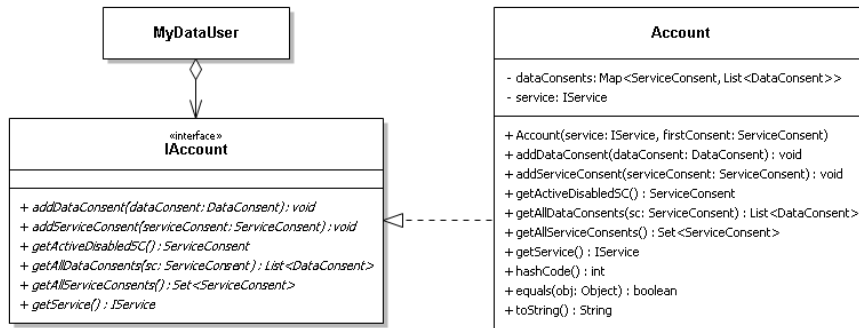 MyDataUser
«interface»
IAccount
+ addDataConsent(dataConsent: DataConsent) : void
+ addServiceConsent(serviceConsent: ServiceConsent) : void
+ getActiveDisabledSC() : ServiceConsent
+ getAllDataConsents(sc: ServiceConsent) : List<DataConsent>
+ getAllServiceConsents() : Set<ServiceConsent>
+ getService() : IService
Account
- dataConsents: Map<ServiceConsent, List<DataConsent>>
- service: IService
+ Account(service: IService, firstConsent: ServiceConsent)
+ addDataConsent(dataConsent: DataConsent) : void
+ addServiceConsent(serviceConsent: ServiceConsent) : void
+ getActiveDisabledSC() : ServiceConsent
+ getAllDataConsents(sc: ServiceConsent) : List<DataConsent>
+ getAllServiceConsents() : Set<ServiceConsent>
+ getService() : IService
+ hashCode() : int
+ equals(obj: Object) : boolean
+ toString() : String